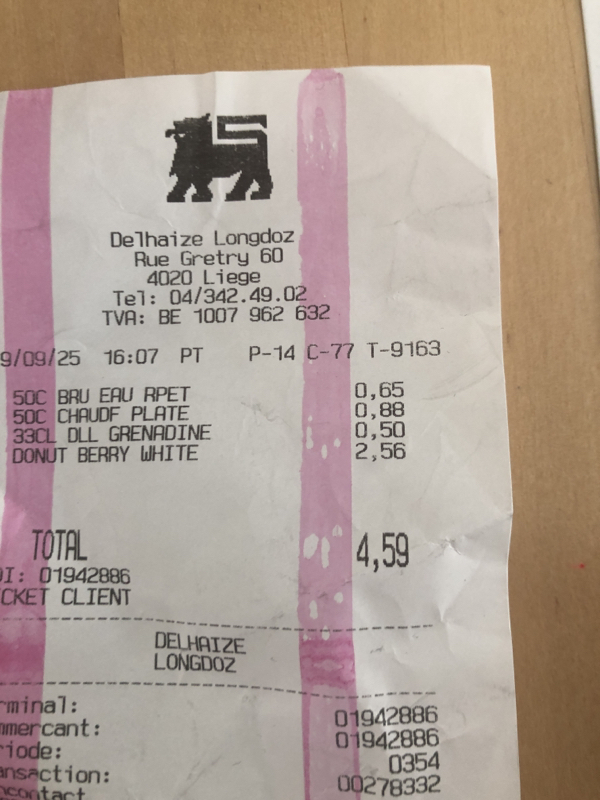 Delhaize Longdoz
Rue Gretry 60
4020 Liege
Tel: 04/342.49.02
TVA: BE 1007 962 632
9/09/25 16:07 PT P-14 C-77 T-9163
50C BRU EAU RPET 0,65
50C CHAUDF PLATE 0,88
33CL DLL GRENADINE 0,50
DONUT BERRY WHITE 2,56
TOTAL 4,59
DI: 01942886
CKET CLIENT
DELHAIZE
LONGDOZ
rminal: 01942886
mmercant: 01942886
riode: 0354
ansaction: 00278332
ncontact